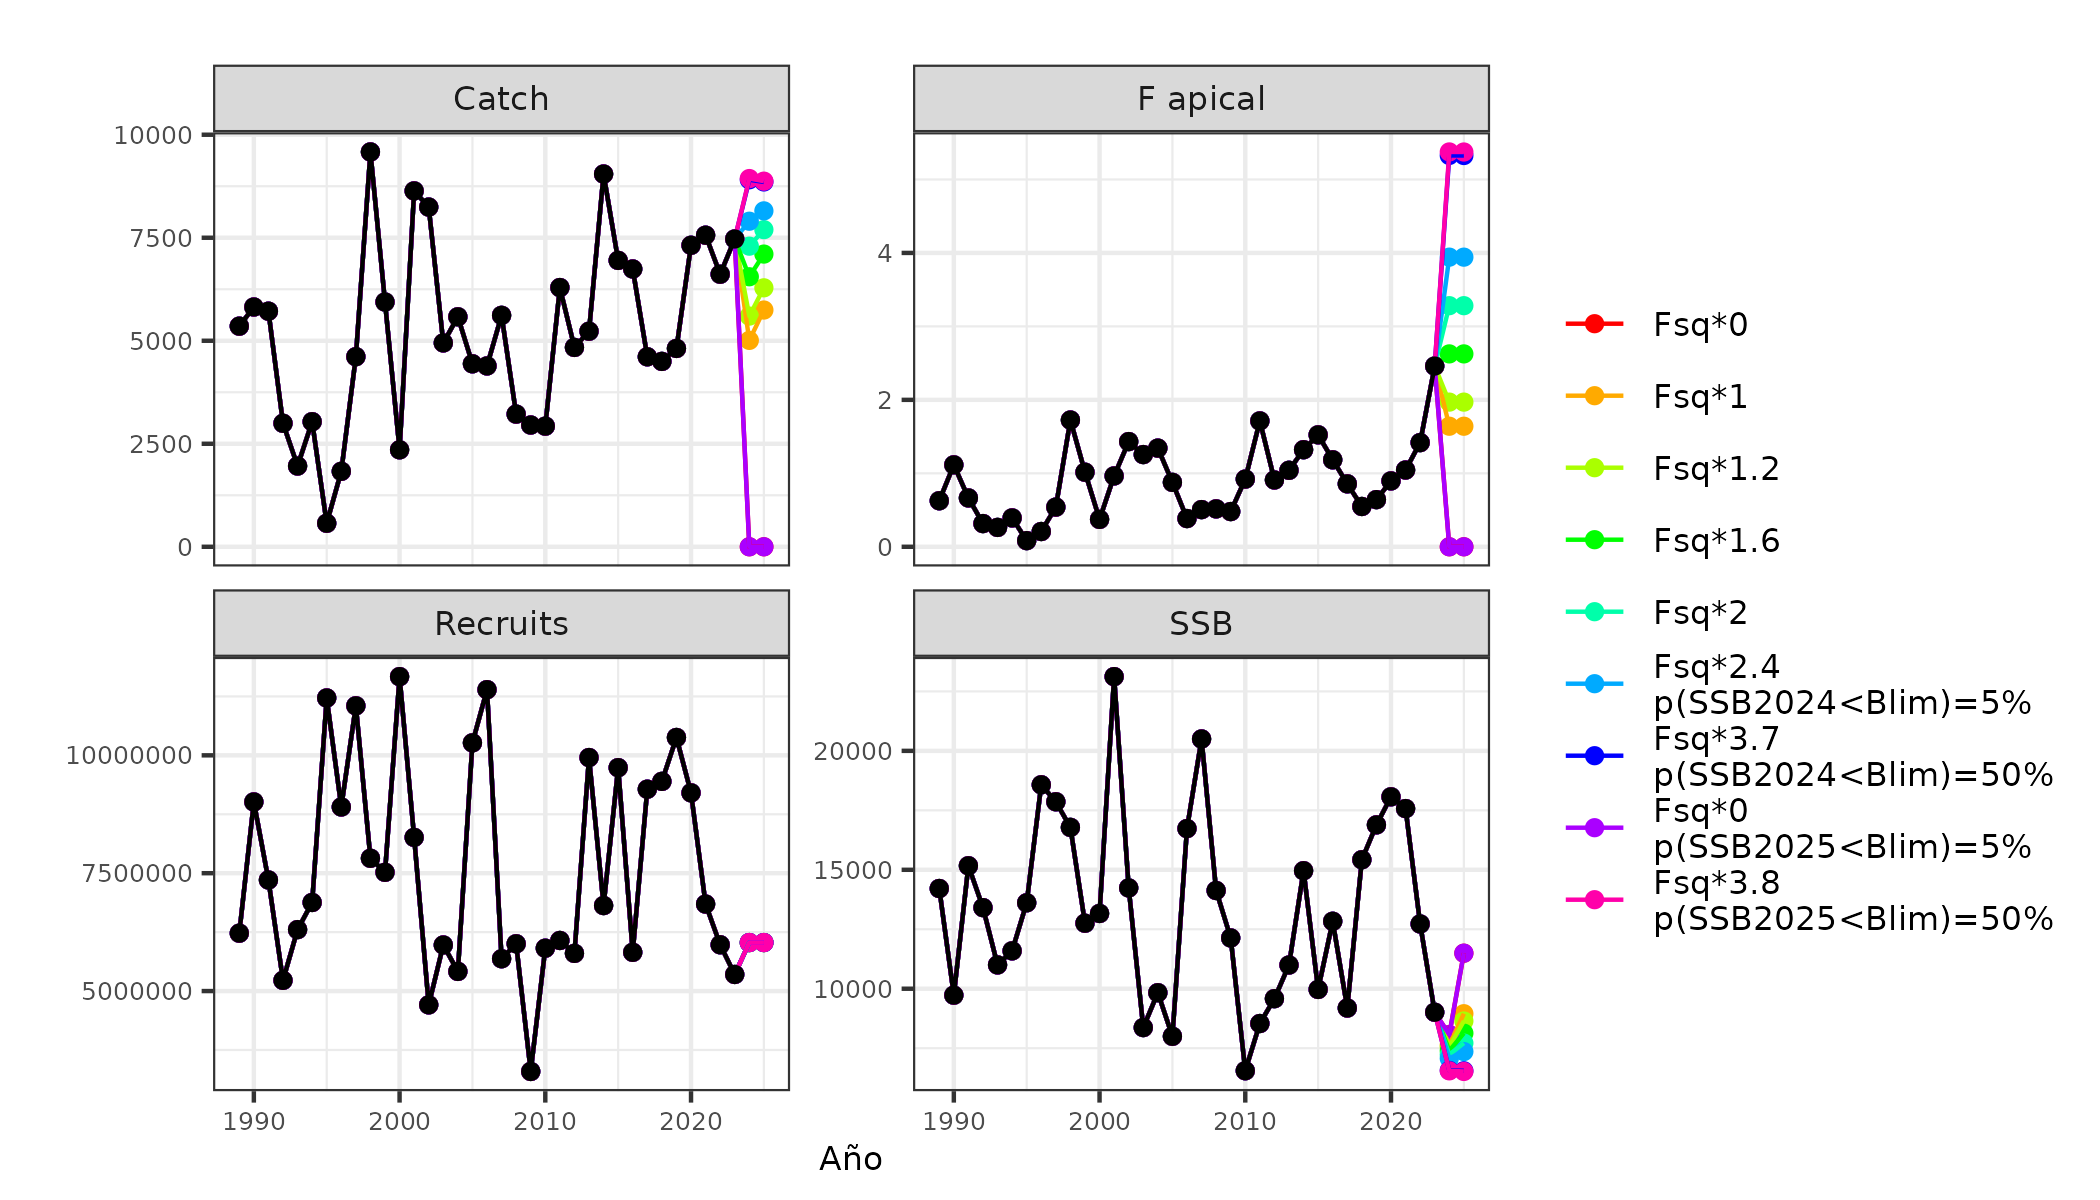 Catch
F apical
10000
7500
5000
2500
0
4
2
0
Recruits
SSB
10000000
7500000
5000000
20000
15000
10000
1990 2000 2010 2020
1990 2000 2010 2020
Año
Fsq*0
Fsq*1
Fsq*1.2
Fsq*1.6
Fsq*2
Fsq*2.4
p(SSB2024<Blim)=5%
Fsq*3.7
p(SSB2024<Blim)=50%
Fsq*0
p(SSB2025<Blim)=5%
Fsq*3.8
p(SSB2025<Blim)=50%